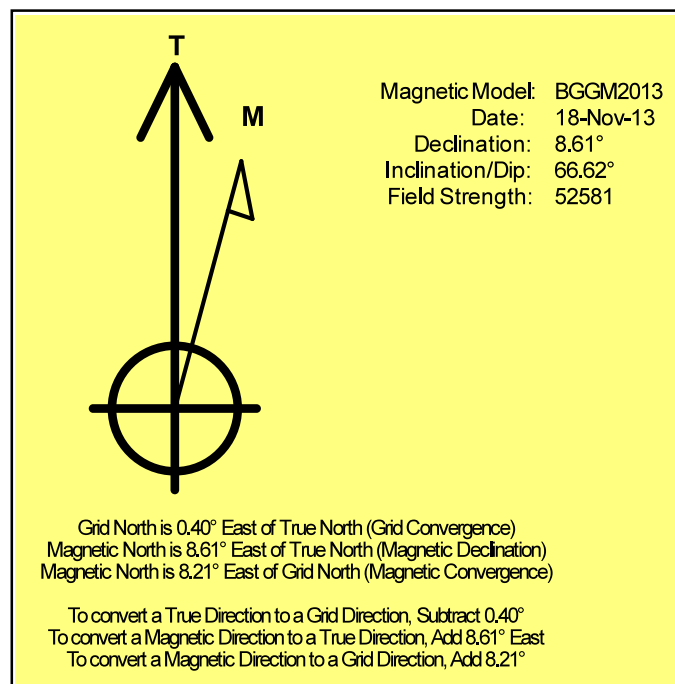 T
M
Magnetic Model: BGGM2013
Date: 18-Nov-13
Declination: 8.61°
Inclination/Dip: 66.62°
Field Strength: 52581
Grid North is 0.40° East of True North (Grid Convergence)
Magnetic North is 8.61° East of True North (Magnetic Declination)
Magnetic North is 8.21° East of Grid North (Magnetic Convergence)
To convert a True Direction to a Grid Direction, Subtract 0.40°
To convert a Magnetic Direction to a True Direction, Add 8.61° East
To convert a Magnetic Direction to a Grid Direction, Add 8.21°